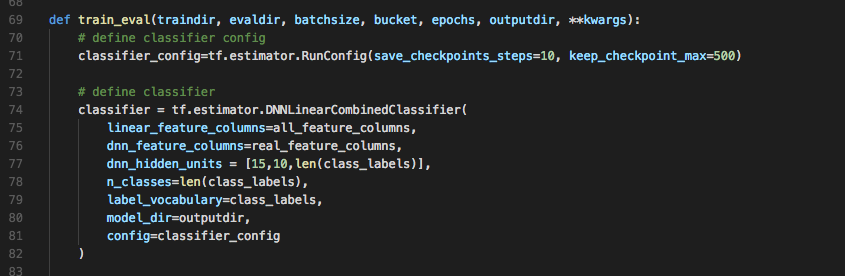 68
69 def train_eval(traindir, evaldir, batchsize, bucket, epochs, outputdir, **kwargs):
70     # define classifier config
71     classifier_config=tf.estimator.RunConfig(save_checkpoints_steps=10, keep_checkpoint_max=500)
72
73     # define classifier
74     classifier = tf.estimator.DNNLinearCombinedClassifier(
75         linear_feature_columns=all_feature_columns,
76         dnn_feature_columns=real_feature_columns,
77         dnn_hidden_units = [15,10,len(class_labels)],
78         n_classes=len(class_labels),
79         label_vocabulary=class_labels,
80         model_dir=outputdir,
81         config=classifier_config
82     )
83